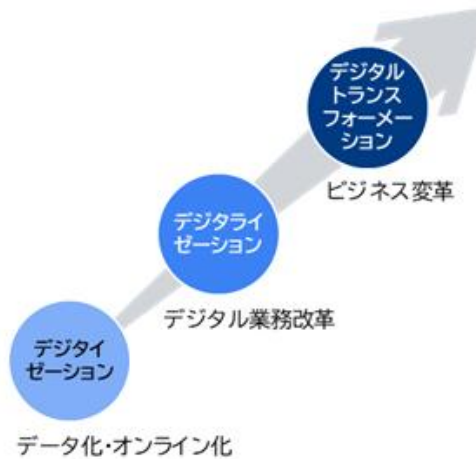 デジタル
トランス
フォーメー
ション
ビジネス変革
デジタライ
ゼーション
デジタル業務改革
デジタイ
ゼーション
データ化・オンライン化